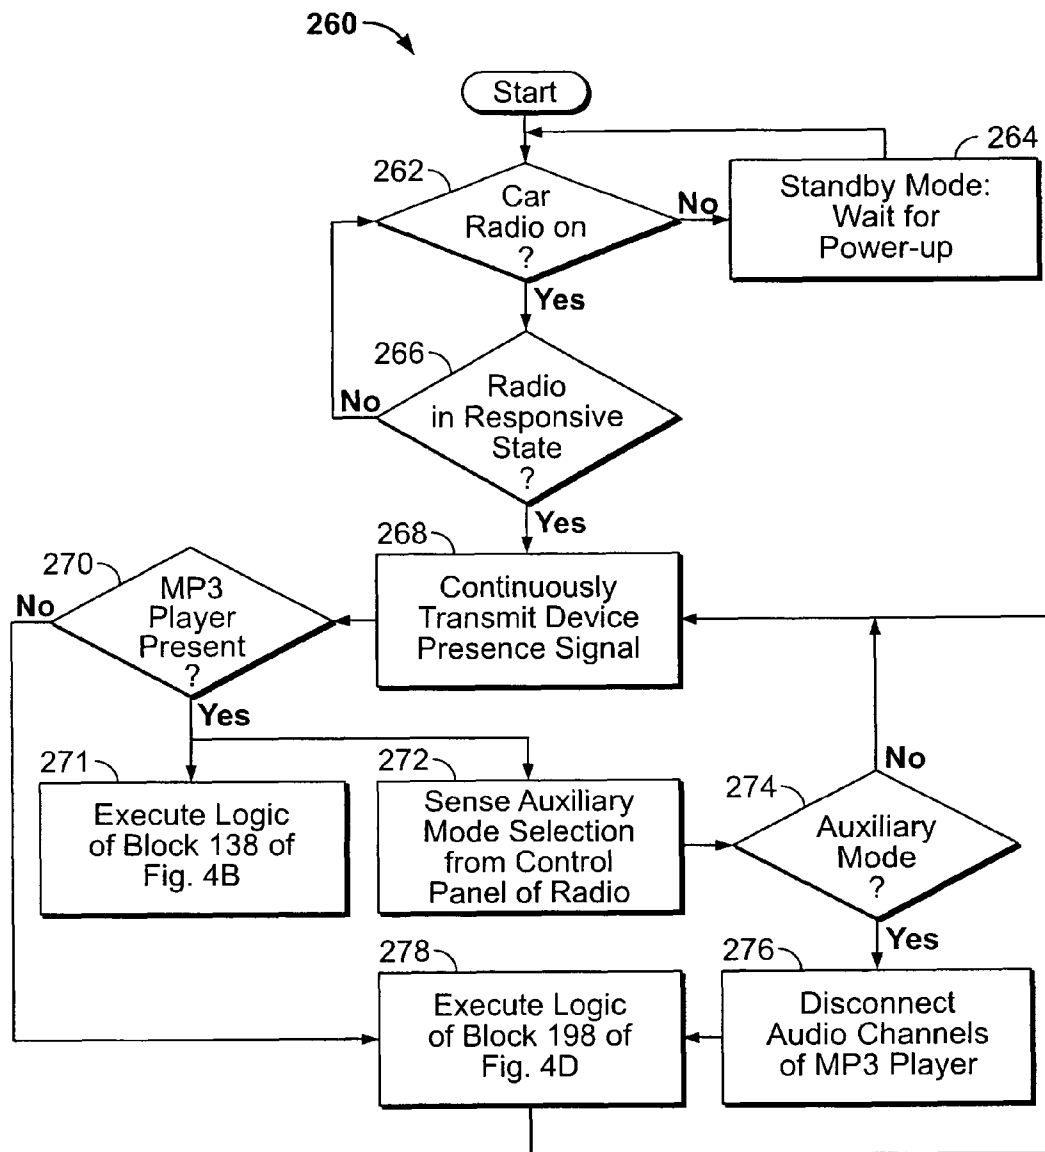 260
Start
262
Car
Radio on
?
No
264
Standby Mode:
Wait for
Power-up
Yes
266
Radio
in Responsive
State
?
No
Yes
268
Continuously
Transmit Device
Presence Signal
270
MP3
Player
Present
?
No
Yes
271
Execute Logic
of Block 138 of
Fig. 4B
272
Sense Auxiliary
Mode Selection
from Control
Panel of Radio
274
Auxiliary
Mode
?
No
Yes
276
Disconnect
Audio Channels
of MP3 Player
278
Execute Logic
of Block 198 of
Fig. 4D